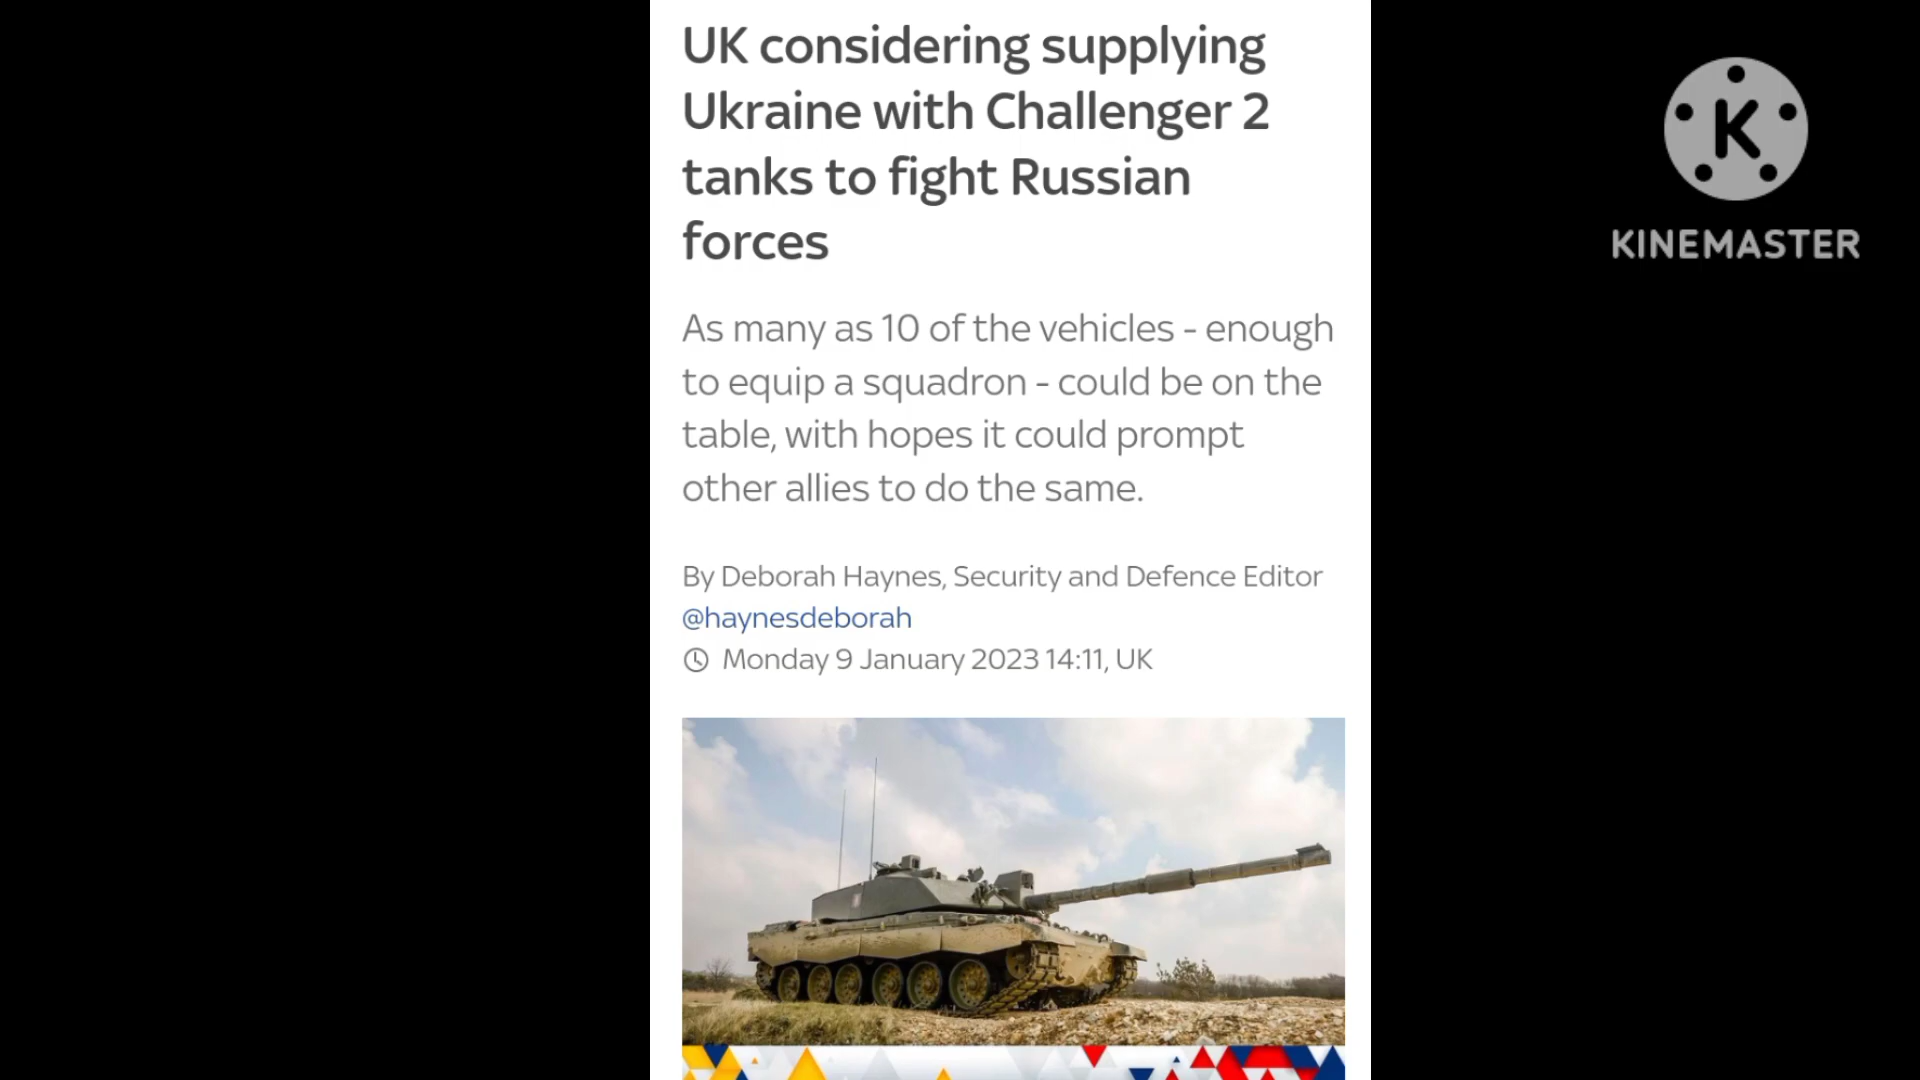 UK considering supplying
Ukraine with Challenger 2
tanks to fight Russian
forces
As many as 10 of the vehicles - enough
to equip a squadron - could be on the
table, with hopes it could prompt
other allies to do the same.
By Deborah Haynes, Security and Defence Editor
@haynesdeborah
Monday 9 January 2023 14:11, UK
K
KINEMASTER